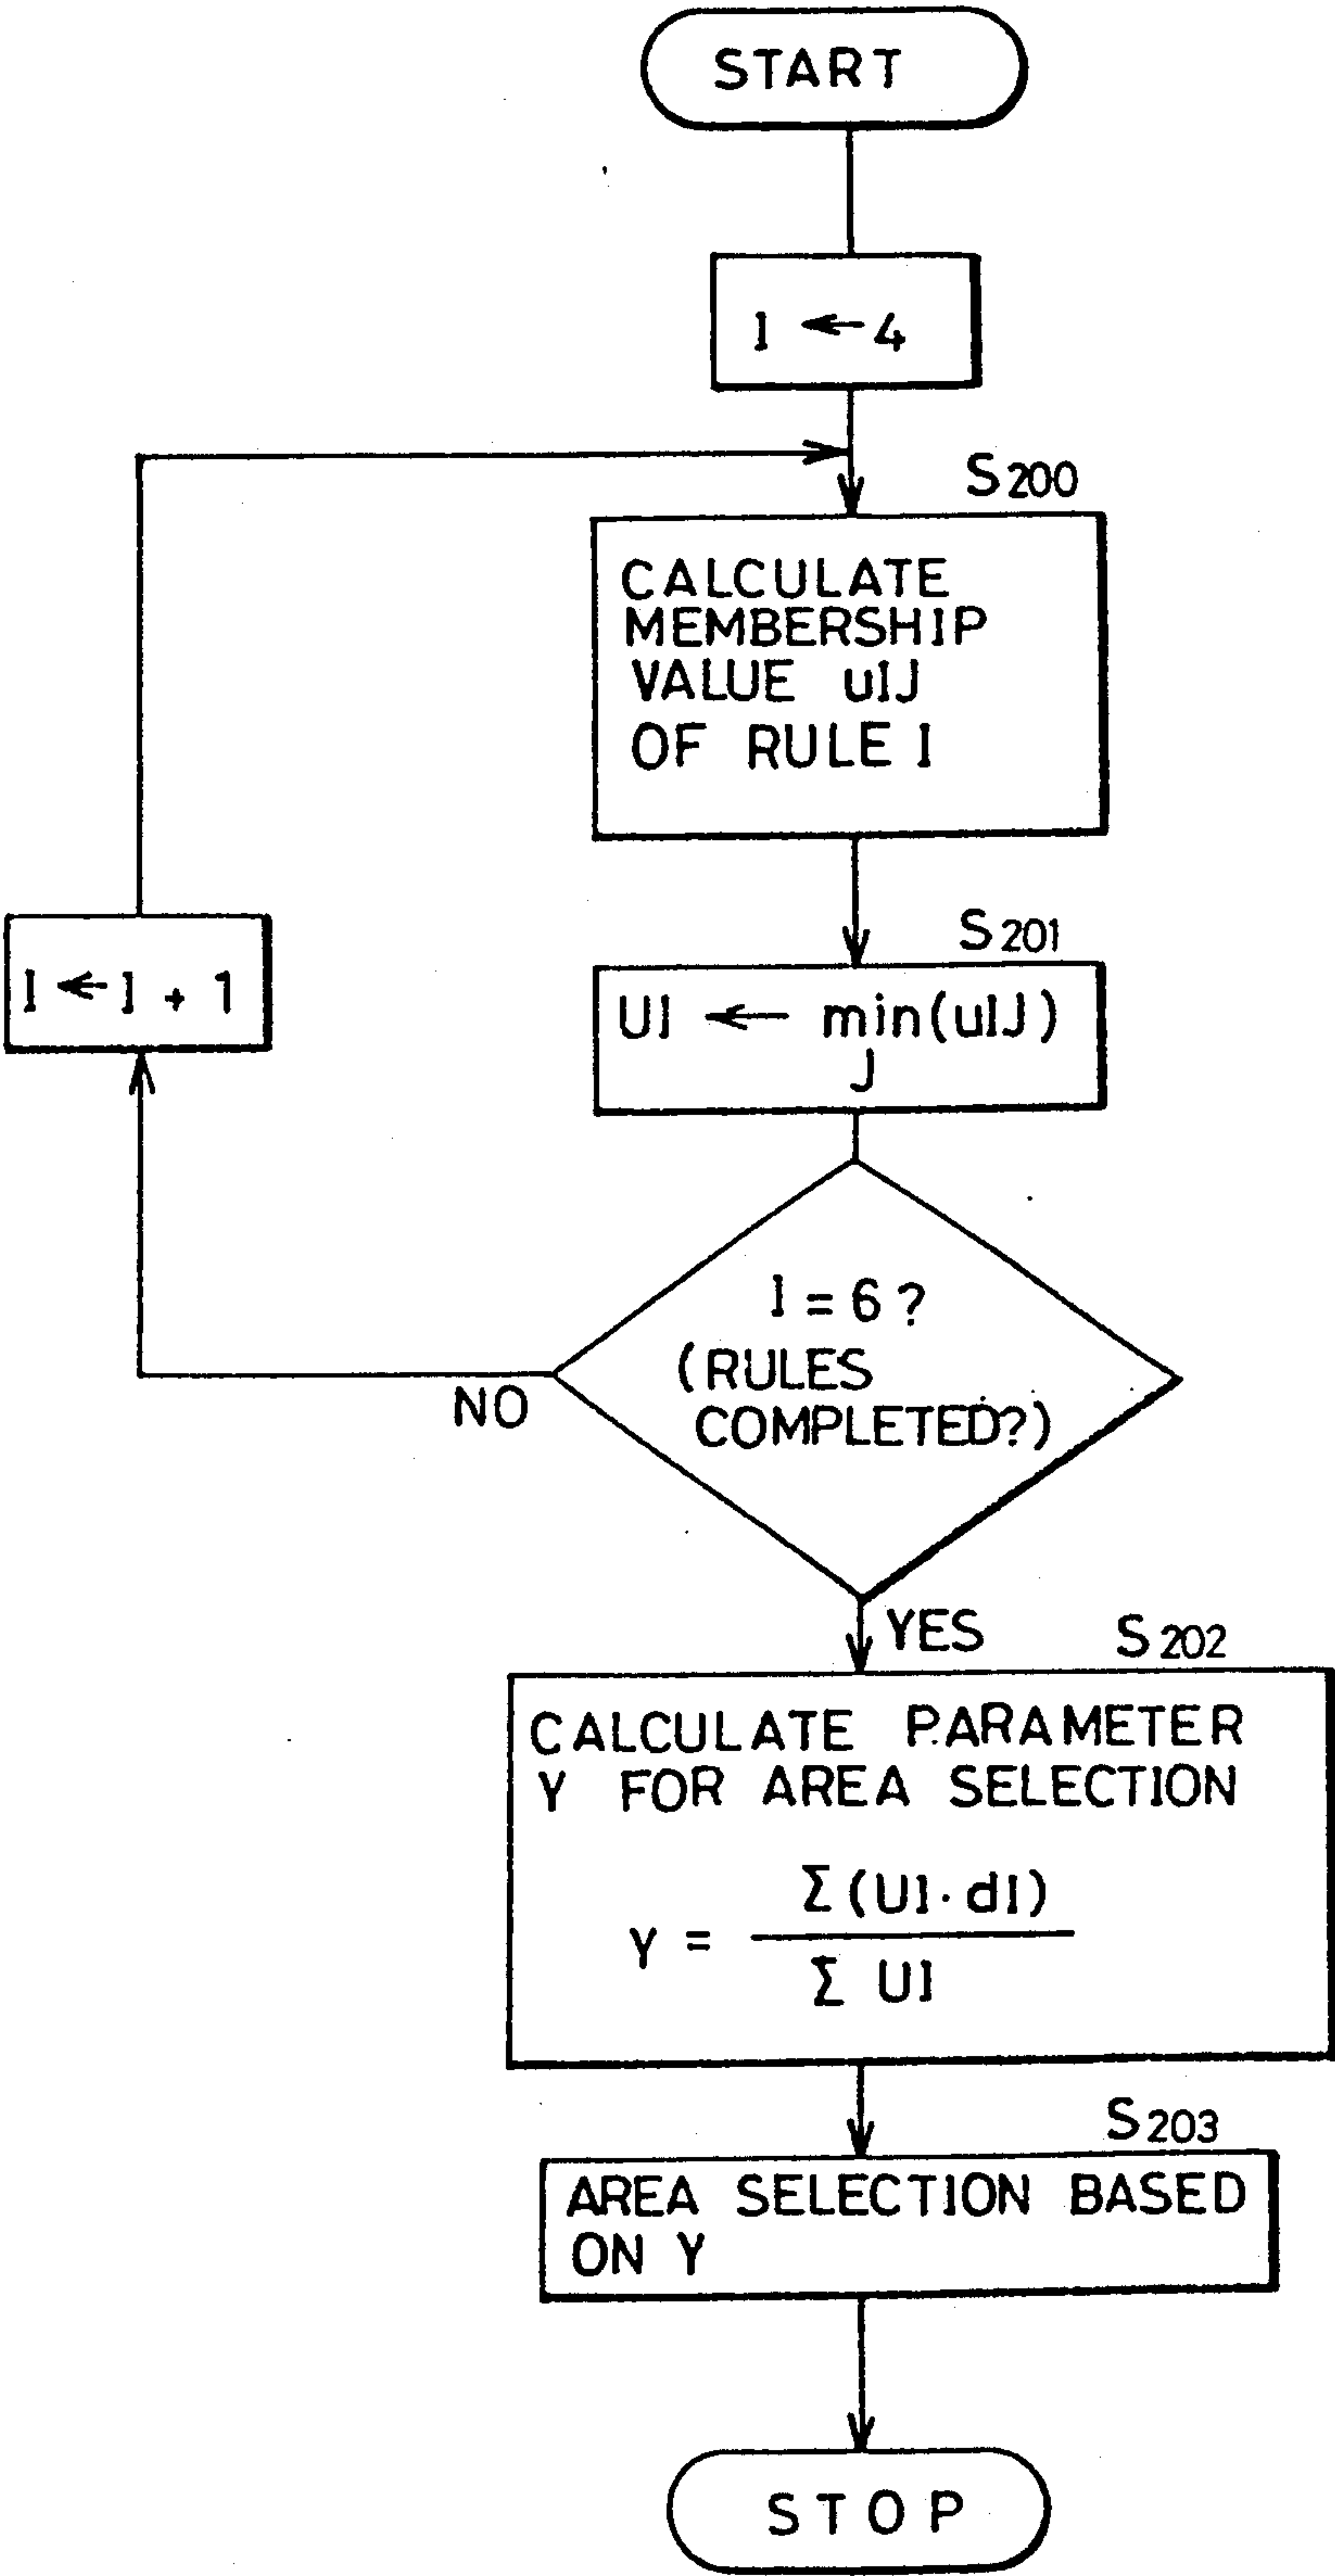 START
I ← 4
S200
CALCULATE
MEMBERSHIP
VALUE uIJ
OF RULE I
I ← I + 1
S201
UI ← min(uIJ)
J
I = 6 ?
(RULES
COMPLETED?)
NO
YES
S202
CALCULATE PARAMETER
Y FOR AREA SELECTION
Σ (UI · dI)
Y =
Σ UI
S203
AREA SELECTION BASED
ON Y
STOP